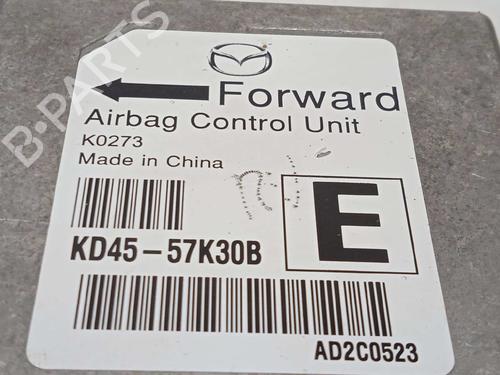 B-PARTS
Forward
Airbag Control Unit
K0273
Made in China
KD45-57K30B
E
AD2C0523